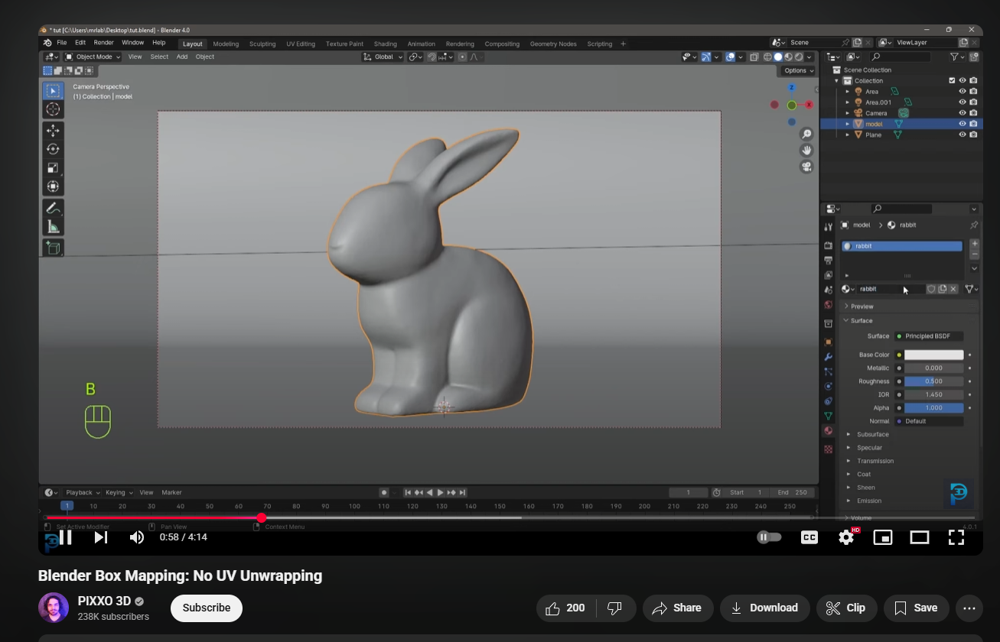 * tut [C:\Users\mrlab\Desktop\tut.blend] - Blender 4.0
File Edit Render Window Help Layout Modeling Sculpting UV Editing Texture Paint Shading Animation Rendering Compositing Geometry Nodes Scripting + Scene ViewLayer
Object Mode View Select Add Object Global
Options
Camera Perspective
(1) Collection | model
Z
X
Scene Collection
Collection
Area
Area.001
Camera
model
Plane
model > rabbit
rabbit
rabbit
Preview
Surface
Surface Principled BSDF
Base Color
Metallic 0.000
Roughness 0.500
IOR 1.450
Alpha 1.000
Normal Default
Subsurface
Specular
Transmission
Coat
Sheen
Emission
Volume
B
Playback Keying View Marker 1 Start 1 End 250
1 10 20 30 40 50 60 70 80 90 100 110 120 130 140 150 160 170 180 190 200 210 220 230 240 250
Set Active Modifier Pan View Context Menu 4.0.1
0:58 / 4:14 CC HD
Blender Box Mapping: No UV Unwrapping
PIXXO 3D
238K subscribers
Subscribe
200 Share Download Clip Save